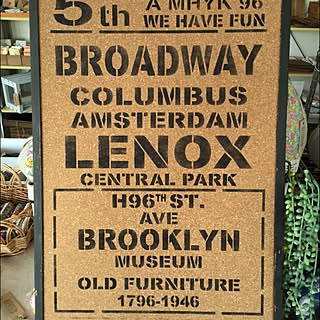 5th
A MHYK 96
WE HAVE FUN
BROADWAY
COLUMBUS
AMSTERDAM
LENOX
CENTRAL PARK
H96TH ST.
AVE
BROOKLYN
MUSEUM
OLD FURNITURE
1796-1946